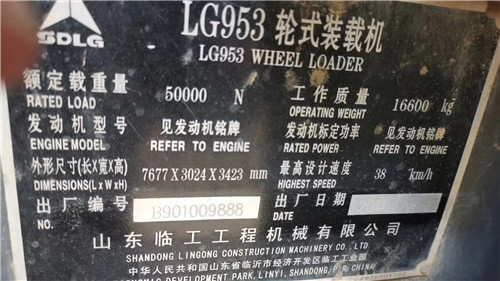 SDLG
LG953 轮式装载机
LG953 WHEEL LOADER
额定载重量 50000 N 工作质量 16600 kg
RATED LOAD OPERATING WEIGHT
发动机型号 见发动机铭牌 发动机标定功率 见发动机铭牌
ENGINE MODEL REFER TO ENGINE RATED POWER REFER TO ENGINE
外形尺寸(长X宽X高) 7677X3024X3423 mm 最高设计速度 38 km/h
DIMENSIONS(LxWxH) HIGHEST SPEED
出厂编号 B901009888 出厂日期
DATE
山东临工工程机械有限公司
SHANDONG LINGONG CONSTRUCTION MACHINERY CO., LTD
中华人民共和国山东省临沂市经济开发区临工工业园
DEVELOPMENT PARK, LINYI, SHANDONG, P.R. CHINA